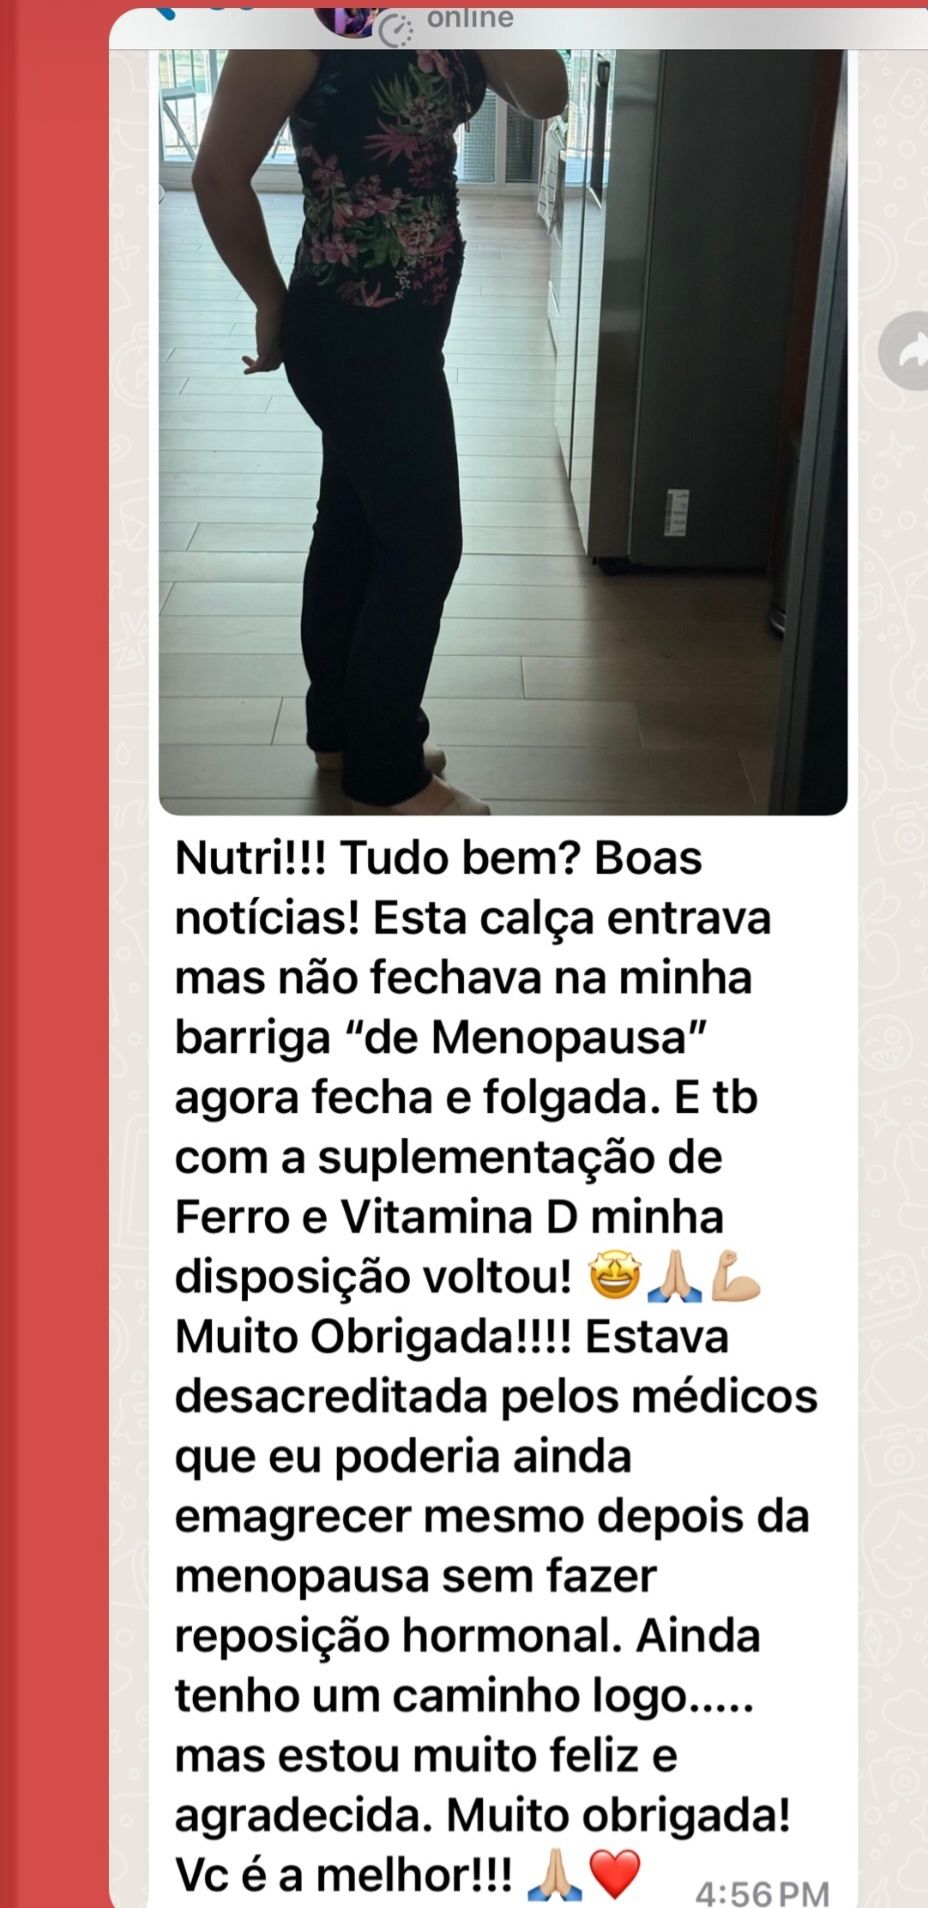 online
Nutri!!! Tudo bem? Boas
notícias! Esta calça entrava
mas não fechava na minha
barriga “de Menopausa”
agora fecha e folgada. E tb
com a suplementação de
Ferro e Vitamina D minha
disposição voltou! 🤩🙏🏼💪🏼
Muito Obrigada!!!! Estava
desacreditada pelos médicos
que eu poderia ainda
emagrecer mesmo depois da
menopausa sem fazer
reposição hormonal. Ainda
tenho um caminho logo.....
mas estou muito feliz e
agradecida. Muito obrigada!
Vc é a melhor!!! 🙏🏼❤️
4:56 PM